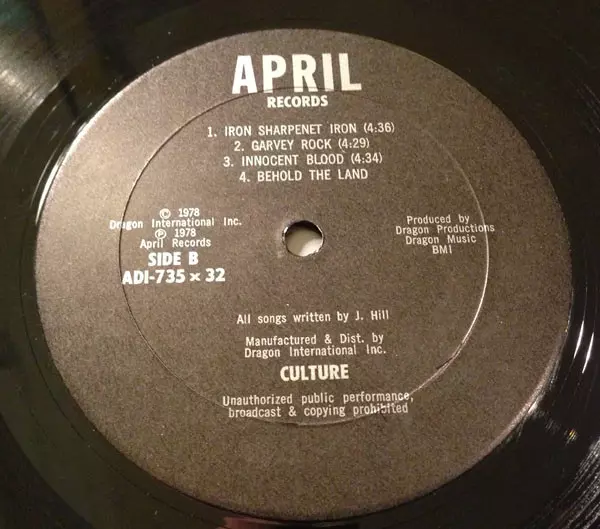 APRIL
RECORDS
1. IRON SHARPENET IRON (4:36)
2. GARVEY ROCK (4:29)
3. INNOCENT BLOOD (4:34)
4. BEHOLD THE LAND
© 1978
Dragon International Inc.
℗ 1978
April Records
SIDE B
ADI-735 × 32
Produced by
Dragon Productions
Dragon Music
BMI
All songs written by J. Hill
Manufactured & Dist. by
Dragon International Inc.
CULTURE
Unauthorized public performance,
broadcast & copying prohibited